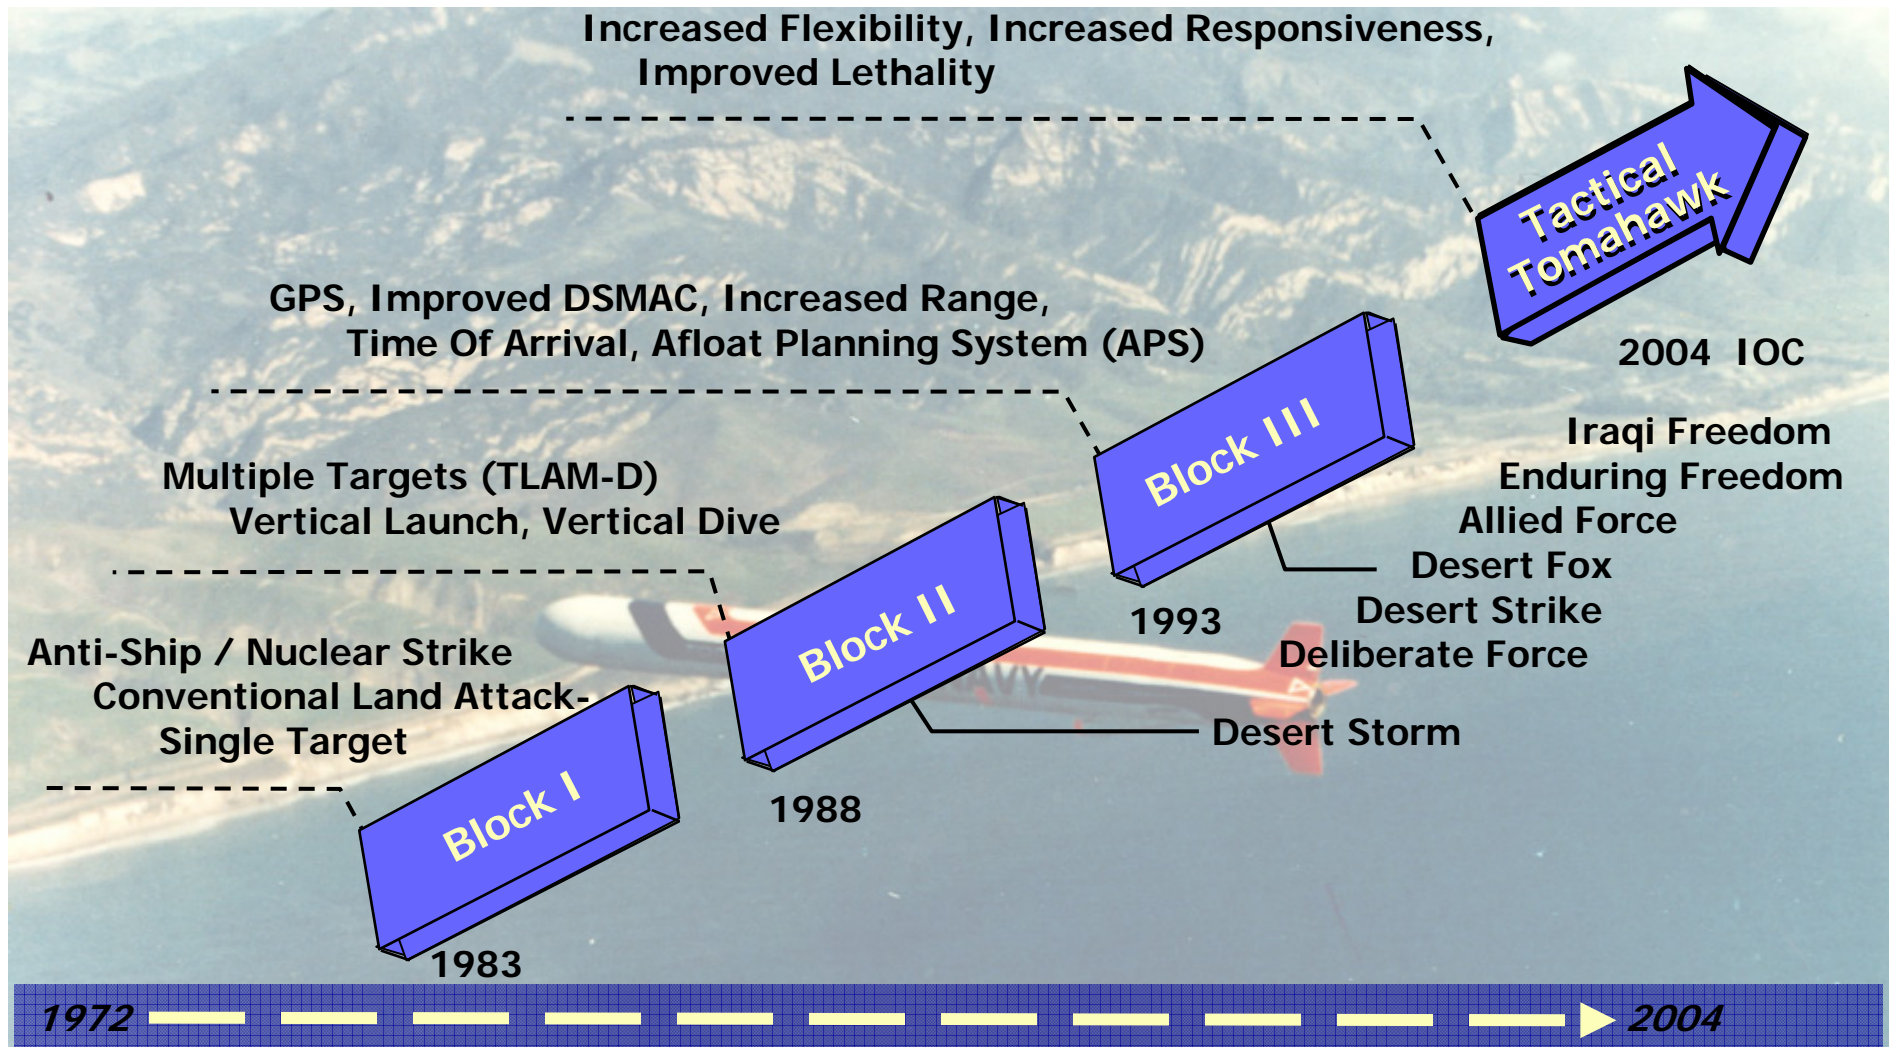 Increased Flexibility, Increased Responsiveness,
Improved Lethality
Tactical
Tomahawk
2004 IOC
GPS, Improved DSMAC, Increased Range,
Time Of Arrival, Afloat Planning System (APS)
Block III
1993
Iraqi Freedom
Enduring Freedom
Allied Force
Desert Fox
Desert Strike
Deliberate Force
Multiple Targets (TLAM-D)
Vertical Launch, Vertical Dive
Block II
1988
Desert Storm
NAVY
Anti-Ship / Nuclear Strike
Conventional Land Attack-
Single Target
Block I
1983
1972
2004